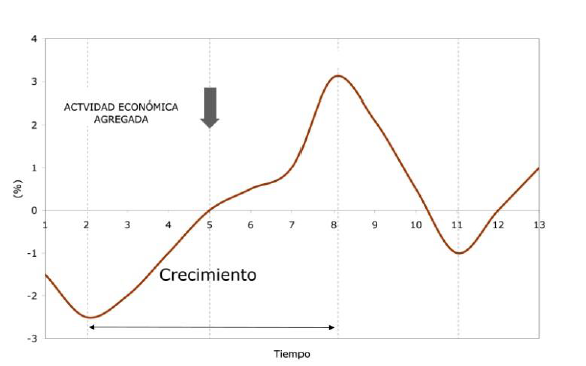 4
3
ACTVIDAD ECONÓMICA
AGREGADA
2
1
(%)
0
1 2 3 4 5 6 7 8 9 10 11 12 13
-1
Crecimiento
-2
-3
Tiempo